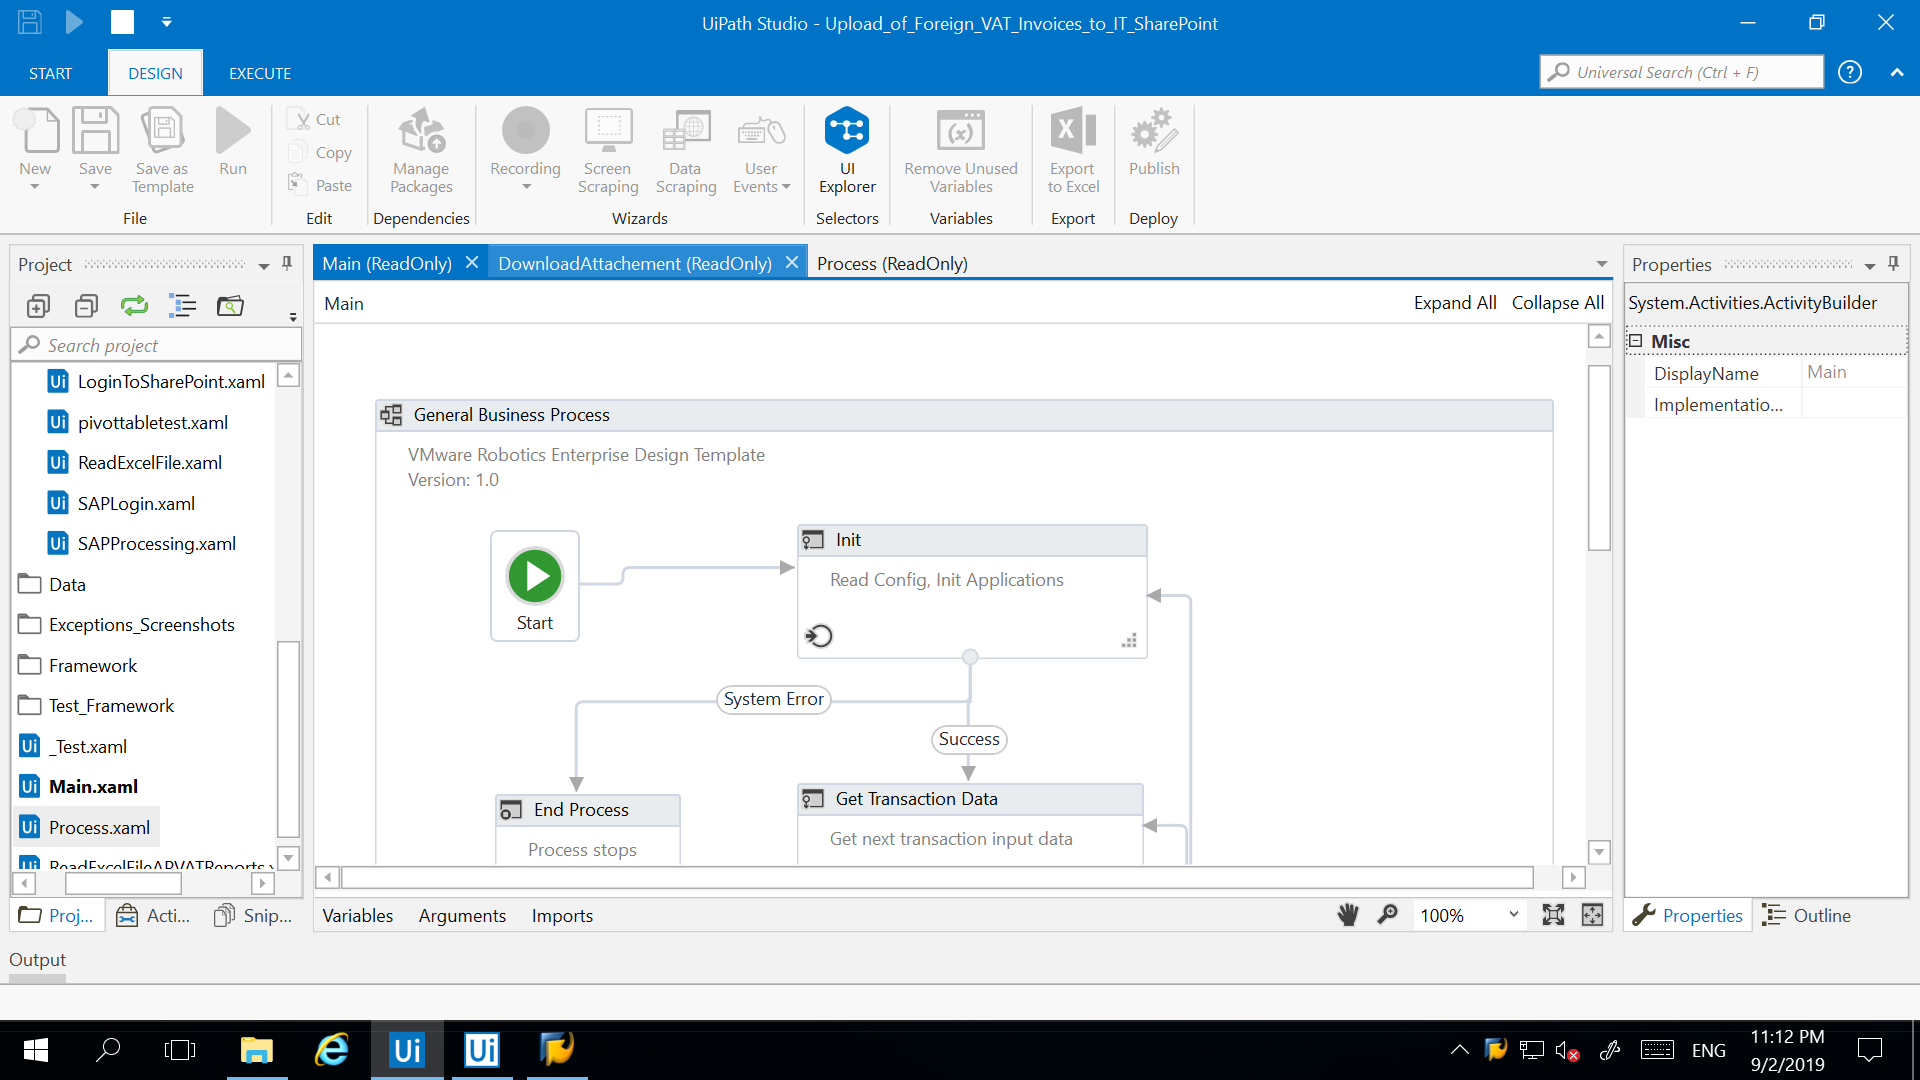 UiPath Studio - Upload_of_Foreign_VAT_Invoices_to_IT_SharePoint
START
DESIGN
EXECUTE
Universal Search (Ctrl + F)
New
Save
Save as
Template
Run
File
Cut
Copy
Paste
Edit
Manage
Packages
Dependencies
Recording
Screen
Scraping
Data
Scraping
User
Events
Wizards
UI
Explorer
Selectors
Remove Unused
Variables
Variables
Export
to Excel
Export
Publish
Deploy
Project
Search project
LoginToSharePoint.xaml
pivottabletest.xaml
ReadExcelFile.xaml
SAPLogin.xaml
SAPProcessing.xaml
Data
Exceptions_Screenshots
Framework
Test_Framework
_Test.xaml
Main.xaml
Process.xaml
ReadExcelFileAPVATReports.x
Proj...
Acti...
Snip...
Main (ReadOnly)
DownloadAttachement (ReadOnly)
Process (ReadOnly)
Main
Expand All
Collapse All
General Business Process
VMware Robotics Enterprise Design Template
Version: 1.0
Start
Init
Read Config, Init Applications
System Error
Success
End Process
Process stops
Get Transaction Data
Get next transaction input data
Variables
Arguments
Imports
100%
Properties
System.Activities.ActivityBuilder
Misc
DisplayName
Main
Implementatio...
Properties
Outline
Output
ENG
11:12 PM
9/2/2019